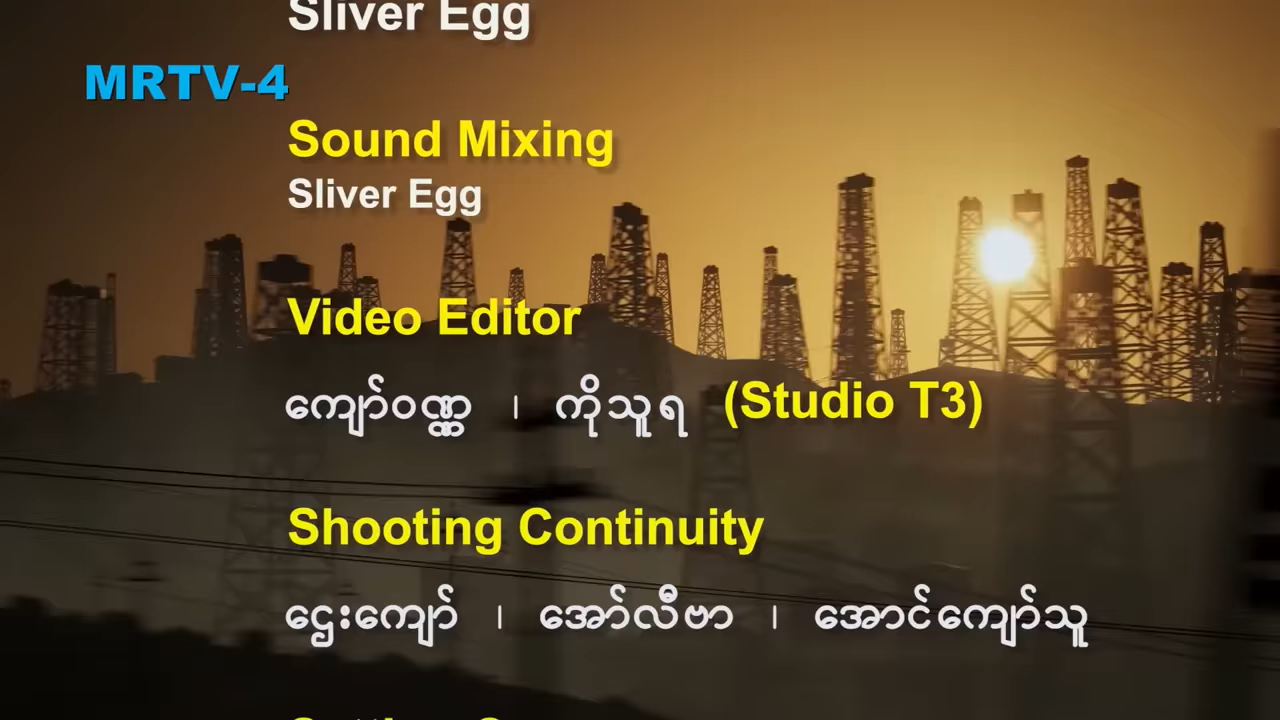 Sliver Egg
MRTV-4
Sound Mixing
Sliver Egg
Video Editor
ကျော်ဝဏ္ဏ ၊ ကိုသူရ (Studio T3)
Shooting Continuity
ဌေးကျော် ၊ အော်လီဗာ ၊ အောင်ကျော်သူ